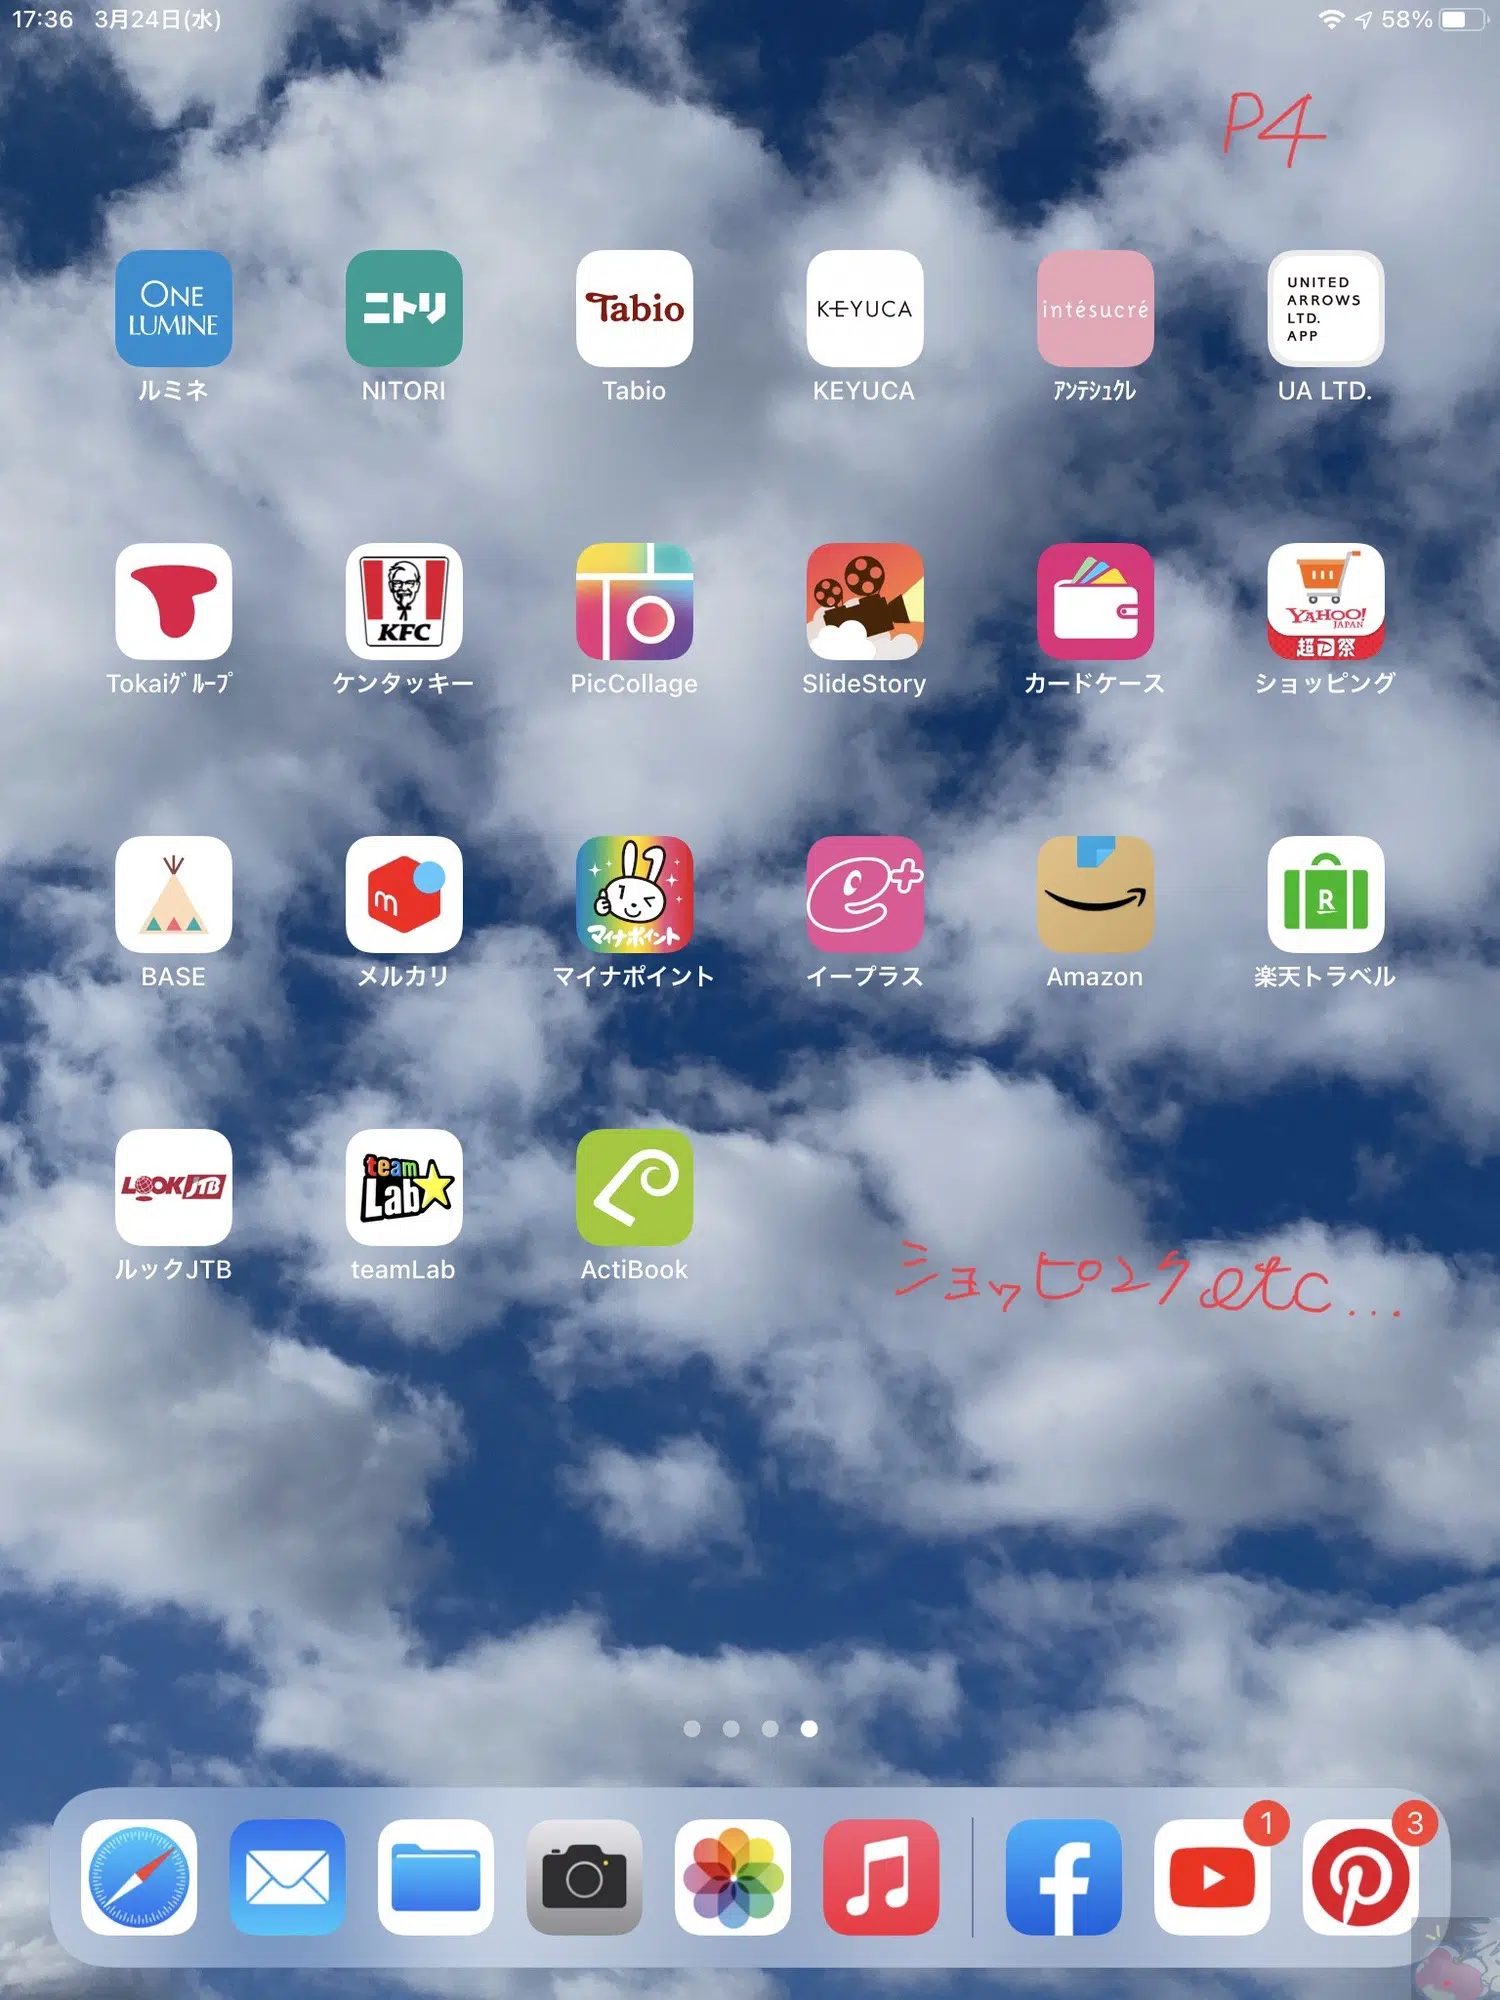 17:36 3月24日(水) 58%
P4
ONE LUMINE
ニトリ
Tabio
KEYUCA
intésucré
UNITED ARROWS LTD. APP
ルミネ NITORI Tabio KEYUCA ｱﾝﾃｼｭｸﾚ UA LTD.
KFC
YAHOO! JAPAN
超P祭
Tokaiｸﾞﾙｰﾌﾟ ケンタッキー PicCollage SlideStory カードケース ショッピング
m
マイナポイント
e+
R
BASE メルカリ マイナポイント イープラス Amazon 楽天トラベル
LOOK JTB
team Lab
ルックJTB teamLab ActiBook
ショッピング etc...
1 3